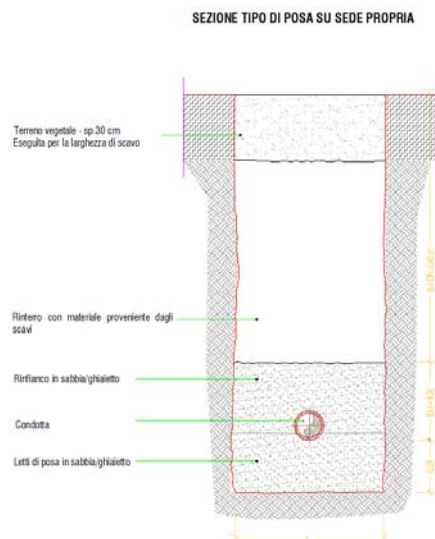 SEZIONE TIPO DI POSA SU SEDE PROPRIA
Terreno vegetale - sp.30 cm
Eseguita per la larghezza di scavo
Rinterro con materiale proveniente dagli
scavi
Rinfianco in sabbia/ghiaietto
Condotta
Letti di posa in sabbia/ghiaietto